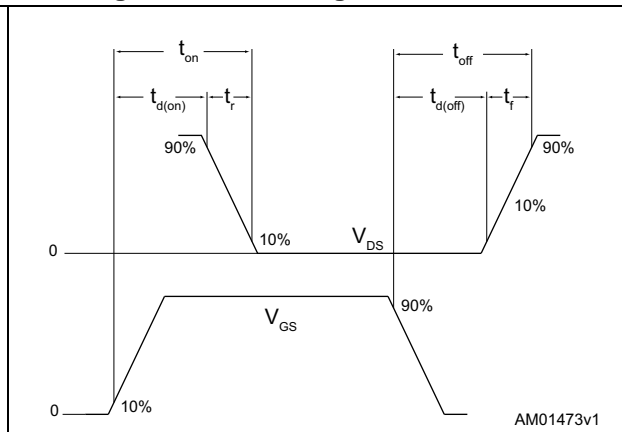 t_on t_off
t_d(on) t_r t_d(off) t_f
90% 90%
10%
0 10% V_DS
90%
V_GS
0 10%
AM01473v1